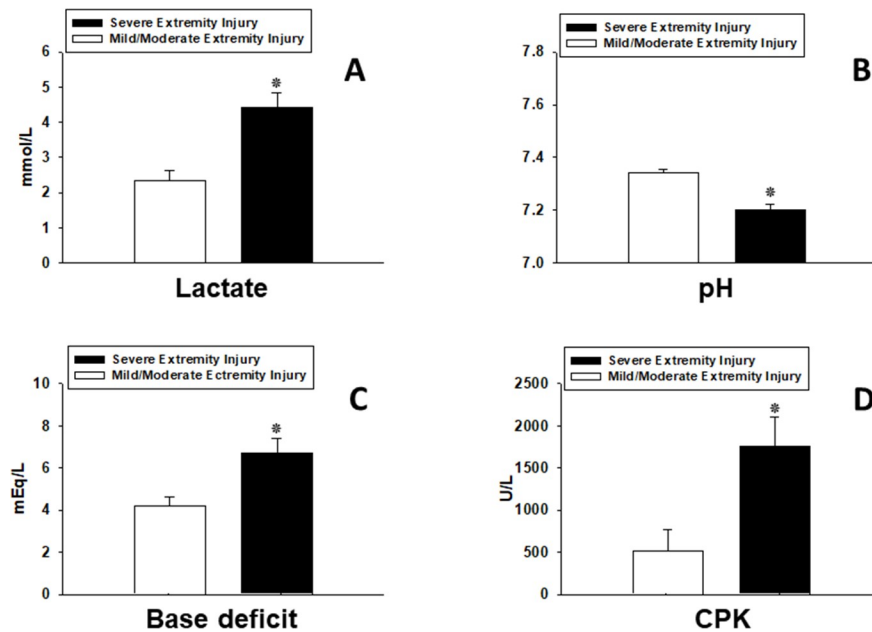 Severe Extremity Injury
Mild/Moderate Extremity Injury
A
6
5
4
3
2
1
0
mmol/L
*
Lactate
Severe Extremity Injury
Mild/Moderate Extremity Injury
B
7.8
7.6
7.4
7.2
7.0
*
pH
Severe Extremity Injury
Mild/Moderate Ectremity Injury
C
10
8
6
4
2
0
mEq/L
*
Base deficit
Severe Extremity Injury
Mild/Moderate Extremity Injury
D
2500
2000
1500
1000
500
0
U/L
*
CPK